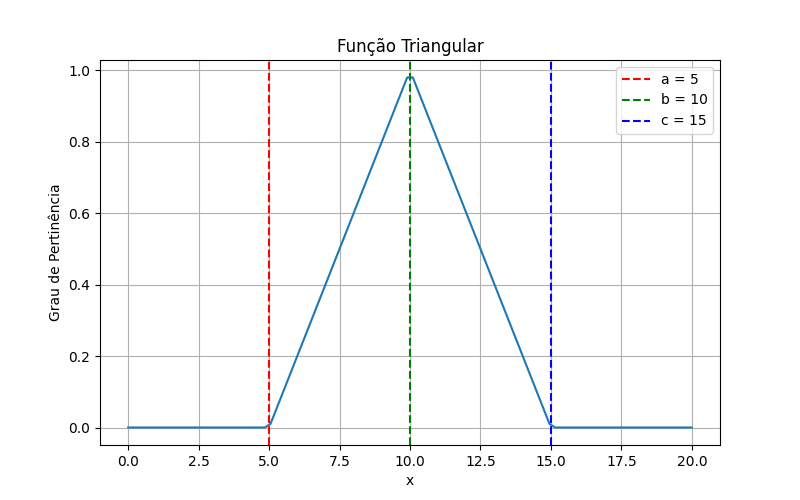 Função Triangular
a = 5
b = 10
c = 15
Grau de Pertinência
1.0
0.8
0.6
0.4
0.2
0.0
0.0 2.5 5.0 7.5 10.0 12.5 15.0 17.5 20.0
x